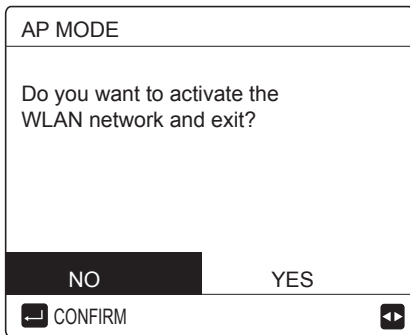 AP MODE
Do you want to activate the
WLAN network and exit?
NO YES
CONFIRM